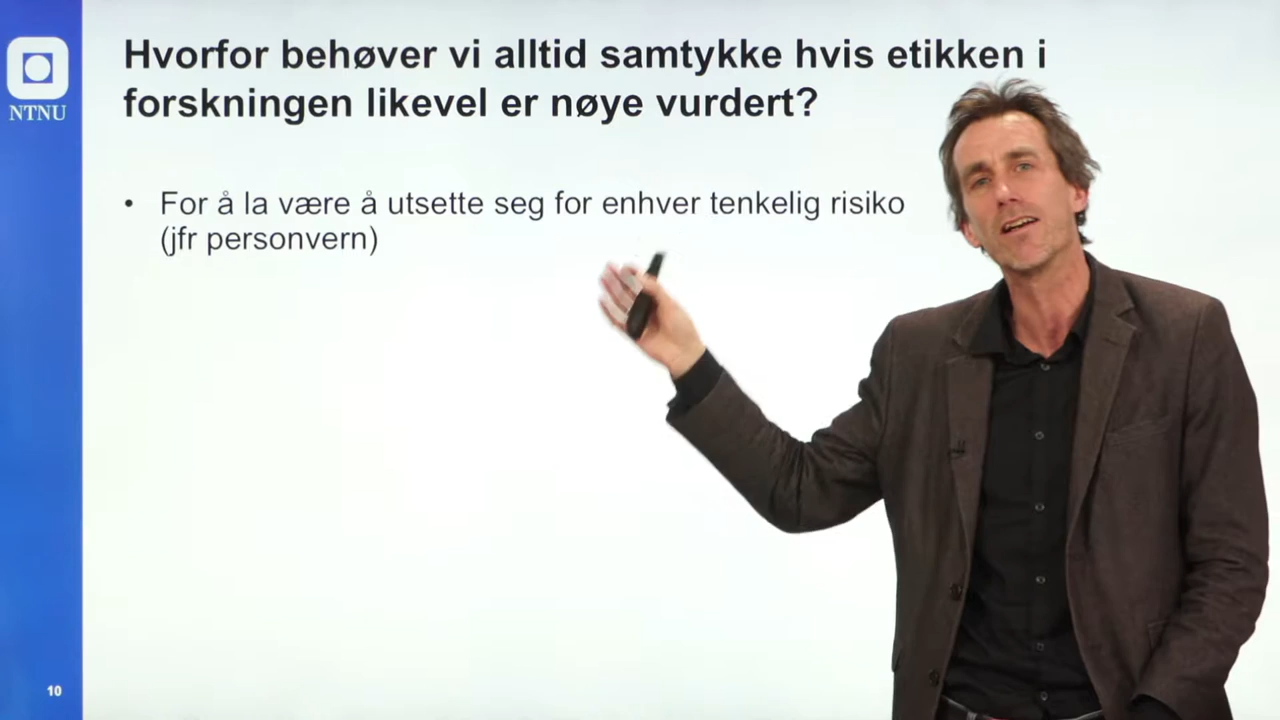 NTNU
Hvorfor behøver vi alltid samtykke hvis etikken i
forskningen likevel er nøye vurdert?
• For å la være å utsette seg for enhver tenkelig risiko
(jfr personvern)
10